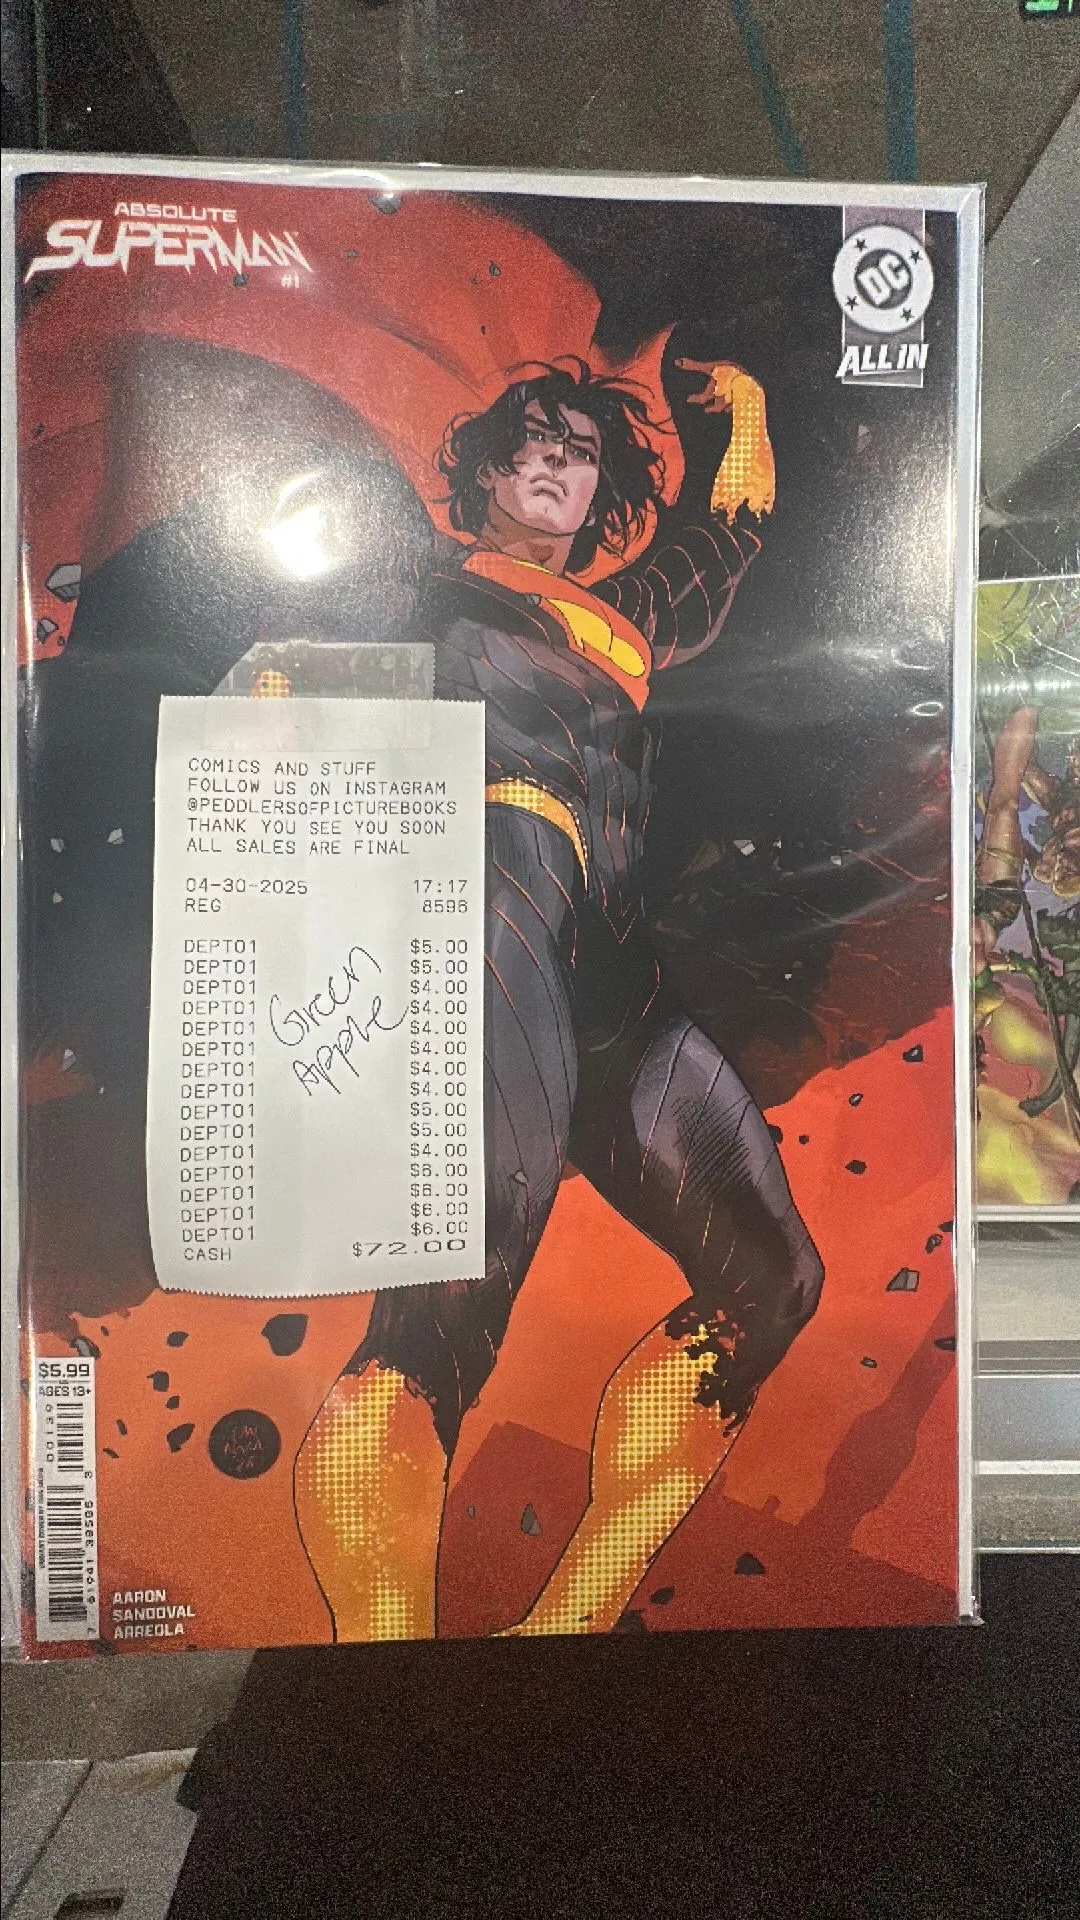 ABSOLUTE
SUPERMAN
#1
DC
ALL IN
COMICS AND STUFF
FOLLOW US ON INSTAGRAM
@PEDDLERSOFPICTUREBOOKS
THANK YOU SEE YOU SOON
ALL SALES ARE FINAL
04-30-2025 17:17
REG 8596
DEPT01 $5.00
DEPT01 $5.00
DEPT01 $4.00
DEPT01 $4.00
DEPT01 $4.00
DEPT01 $4.00
DEPT01 $4.00
DEPT01 $4.00
DEPT01 $5.00
DEPT01 $5.00
DEPT01 $4.00
DEPT01 $6.00
DEPT01 $6.00
DEPT01 $6.00
DEPT01 $6.00
CASH $72.00
Green
Apple
$5.99
AGES 13+
00139
AARON
SANDOVAL
ARREOLA